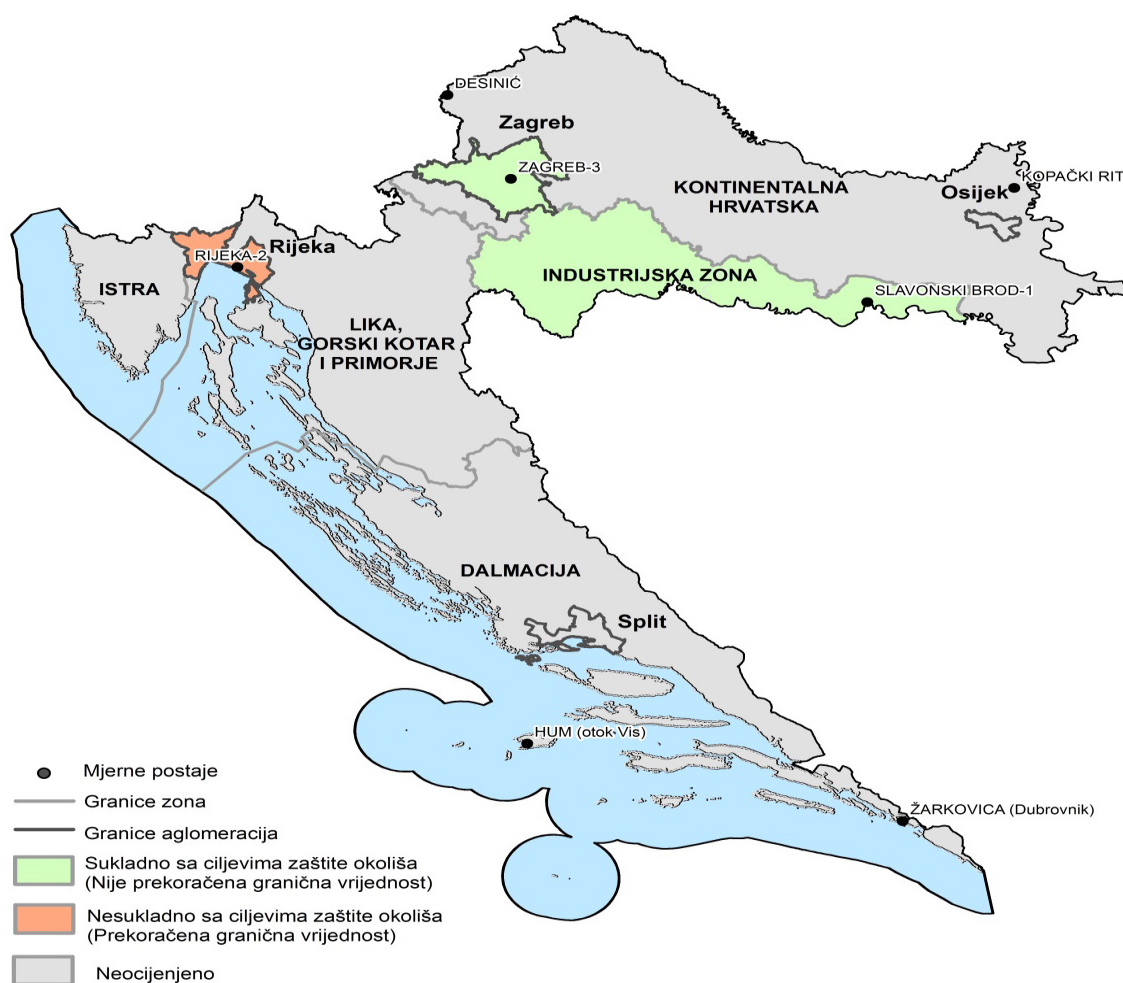 DESINIĆ
Zagreb
ZAGREB-3
KONTINENTALNA
HRVATSKA
KOPAČKI RIT
Osijek
Rijeka
RIJEKA-2
ISTRA
INDUSTRIJSKA ZONA
SLAVONSKI BROD-1
LIKA,
GORSKI KOTAR
I PRIMORJE
DALMACIJA
Split
HUM (otok Vis)
ŽARKOVICA (Dubrovnik)
Mjerne postaje
Granice zona
Granice aglomeracija
Sukladno sa ciljevima zaštite okoliša
(Nije prekoračena granična vrijednost)
Nesukladno sa ciljevima zaštite okoliša
(Prekoračena granična vrijednost)
Neocijenjeno